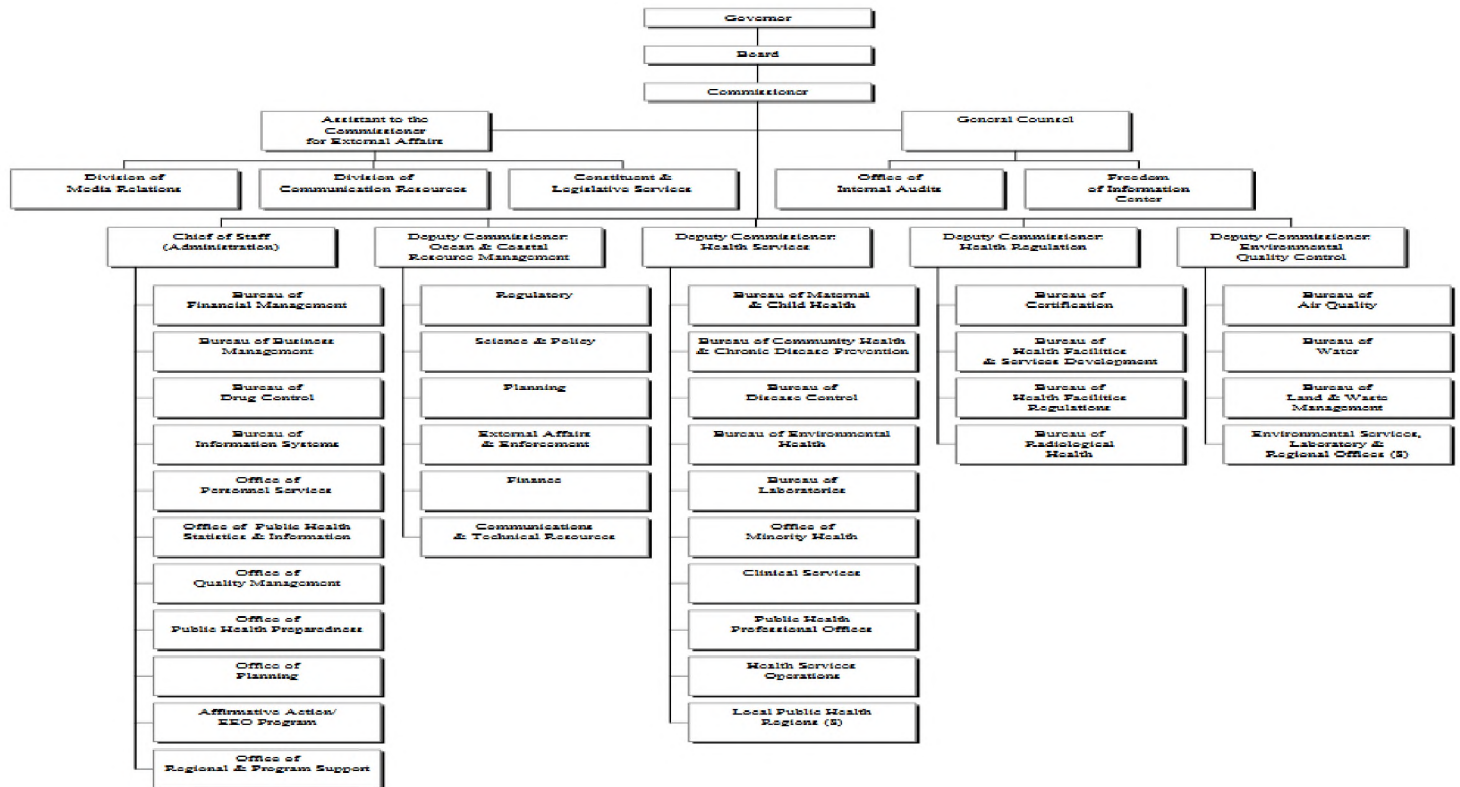 Governor
Board
Commissioner
Assistant to the
Commissioner
for External Affairs
General Counsel
Division of
Media Relations
Division of
Communication Resources
Constituent &
Legislative Services
Office of
Internal Audits
Freedom
of Information
Center
Chief of Staff
(Administration)
Deputy Commissioner:
Ocean & Coastal
Resource Management
Deputy Commissioner:
Health Services
Deputy Commissioner:
Health Regulation
Deputy Commissioner:
Environmental
Quality Control
Bureau of
Financial Management
Bureau of Business
Management
Bureau of
Drug Control
Bureau of
Information Systems
Office of
Personnel Services
Office of Public Health
Statistics & Information
Office of
Quality Management
Office of
Public Health Preparedness
Office of
Planning
Affirmative Action/
EEO Program
Office of
Regional & Program Support
Regulatory
Science & Policy
Planning
External Affairs
& Enforcement
Finance
Communications
& Technical Resources
Bureau of Maternal
& Child Health
Bureau of Community Health
& Chronic Disease Prevention
Bureau of
Disease Control
Bureau of Environmental
Health
Bureau of
Laboratories
Office of
Minority Health
Clinical Services
Public Health
Professional Offices
Health Services
Operations
Local Public Health
Regions (8)
Bureau of
Certification
Bureau of
Health Facilities
& Services Development
Bureau of
Health Facilities
Regulations
Bureau of
Radiological
Health
Bureau of
Air Quality
Bureau of
Water
Bureau of
Land & Waste
Management
Environmental Services,
Laboratory &
Regional Offices (8)